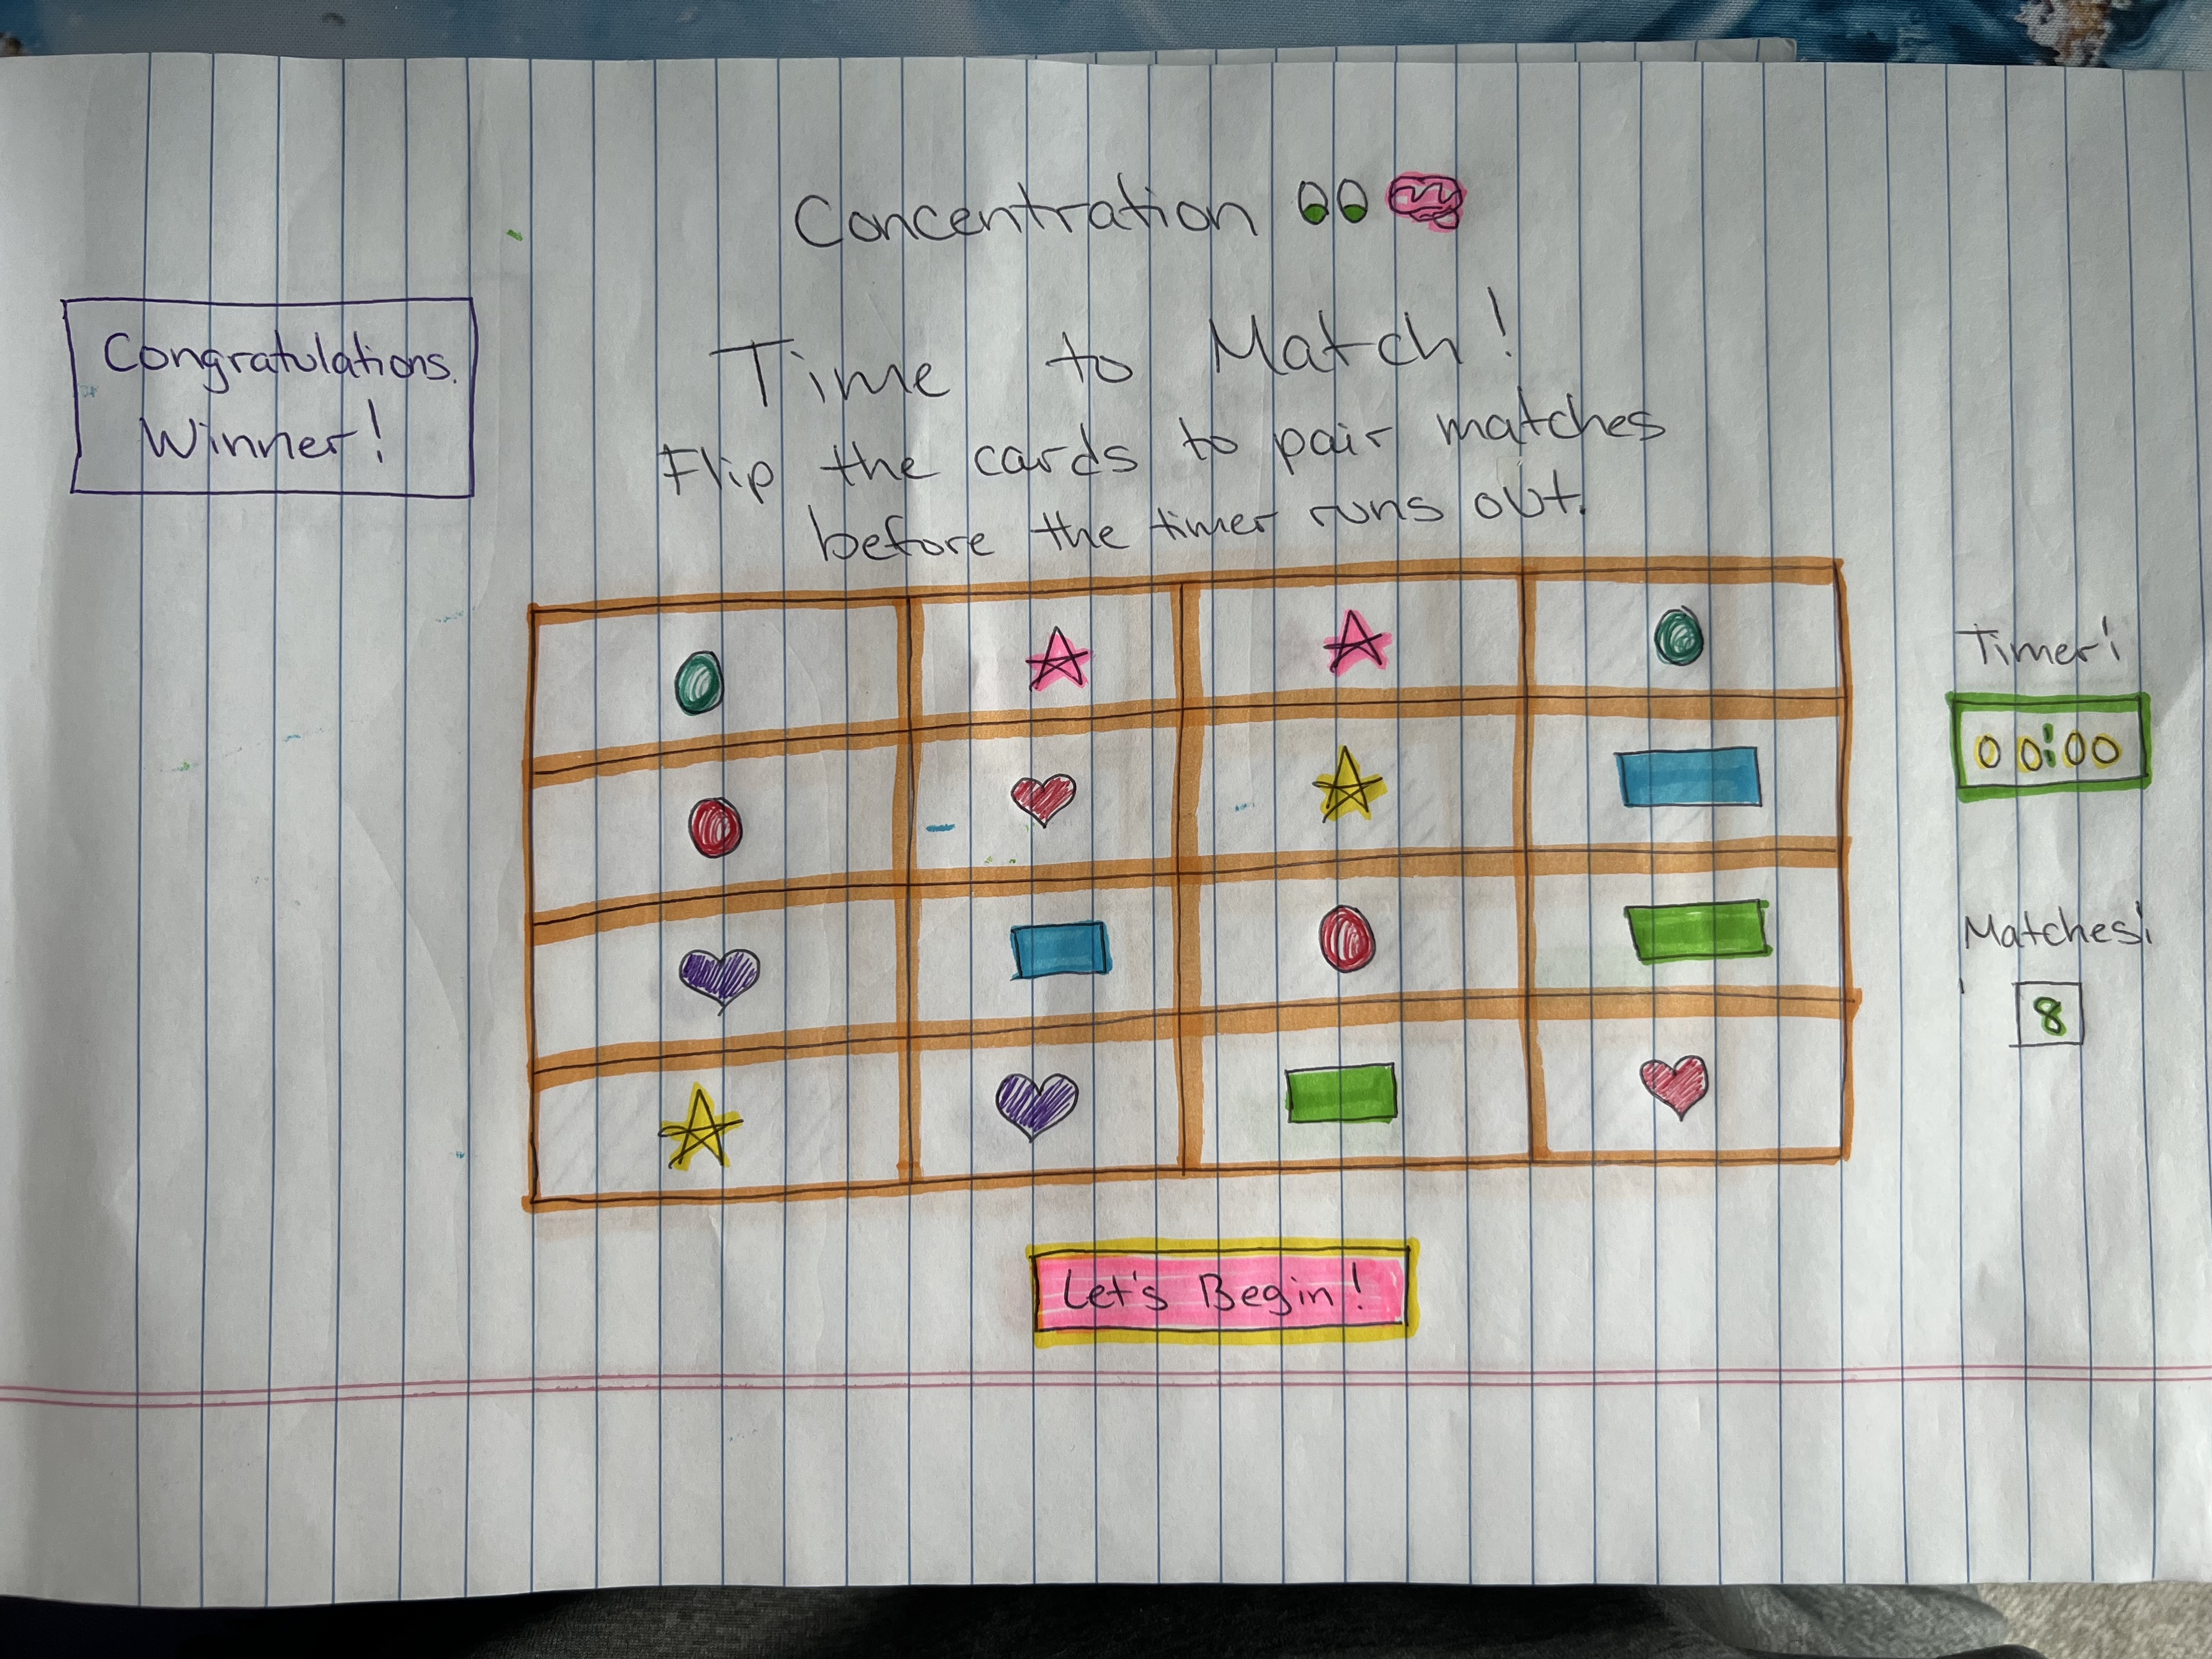 Concentration
Time to Match!
Flip the cards to pair matches
before the timer runs out.
Congratulations.
Winner!
Timer:
00:00
Matches:
8
Let's Begin!